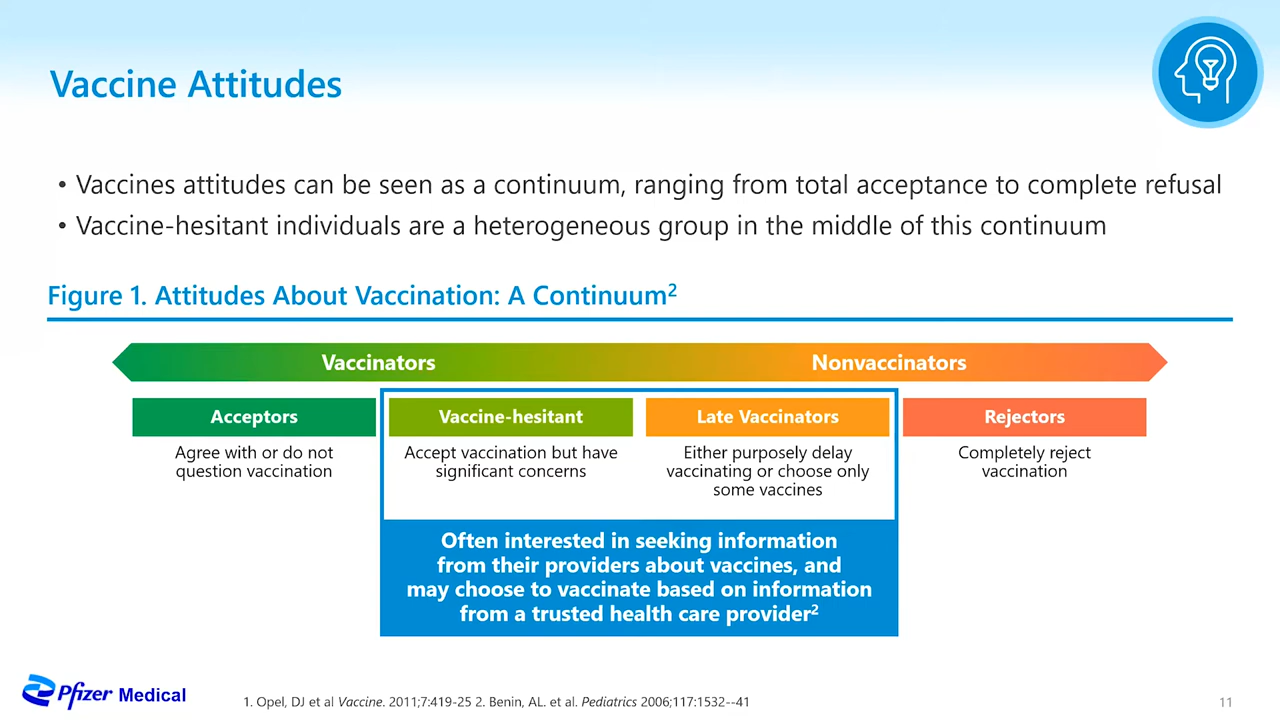 Vaccine Attitudes
• Vaccines attitudes can be seen as a continuum, ranging from total acceptance to complete refusal
• Vaccine-hesitant individuals are a heterogeneous group in the middle of this continuum
Figure 1. Attitudes About Vaccination: A Continuum²
Vaccinators
Nonvaccinators
Acceptors
Agree with or do not
question vaccination
Vaccine-hesitant
Accept vaccination but have
significant concerns
Late Vaccinators
Either purposely delay
vaccinating or choose only
some vaccines
Rejectors
Completely reject
vaccination
Often interested in seeking information
from their providers about vaccines, and
may choose to vaccinate based on information
from a trusted health care provider²
Pfizer Medical
1. Opel, DJ et al Vaccine. 2011;7:419-25 2. Benin, AL. et al. Pediatrics 2006;117:1532--41
11